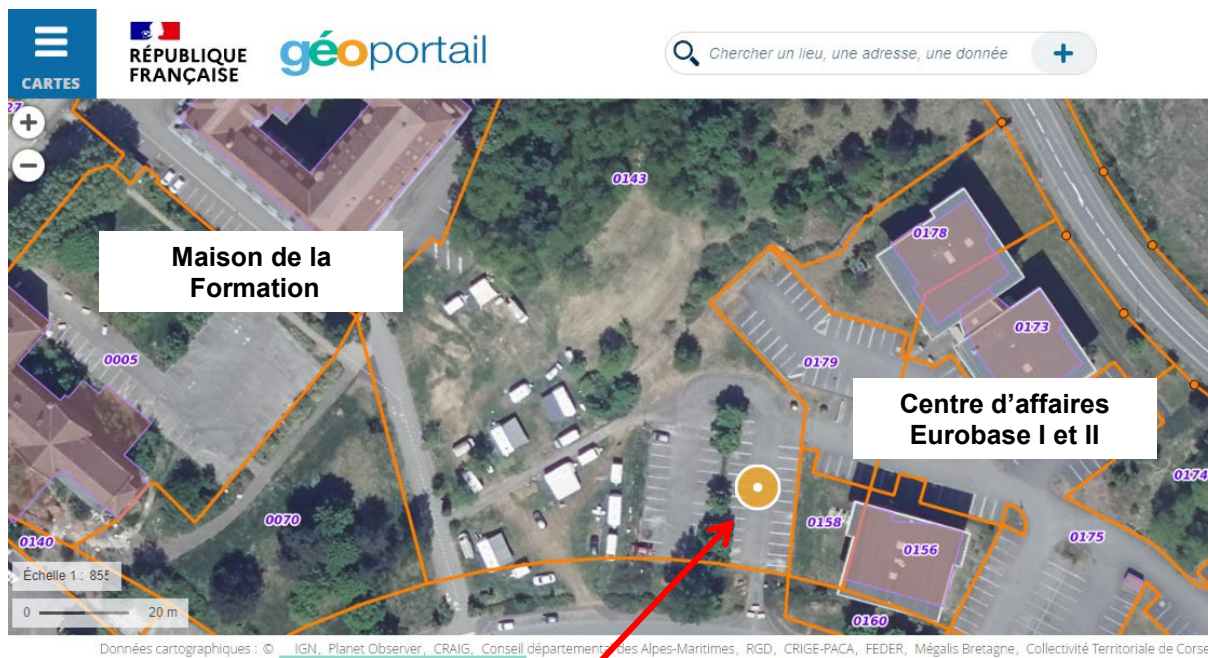 CARTES
RÉPUBLIQUE
FRANÇAISE
géoportail
Chercher un lieu, une adresse, une donnée
+
27
+
−
0143
0178
Maison de la
Formation
0173
0005
0179
Centre d’affaires
Eurobase I et II
0174
0070
0158
0156
0175
0140
Échelle 1 : 855
0 20 m
0160
Données cartographiques : © IGN, Planet Observer, CRAIG, Conseil départemental des Alpes-Maritimes, RGD, CRIGE-PACA, FEDER, Mégalis Bretagne, Collectivité Territoriale de Corse